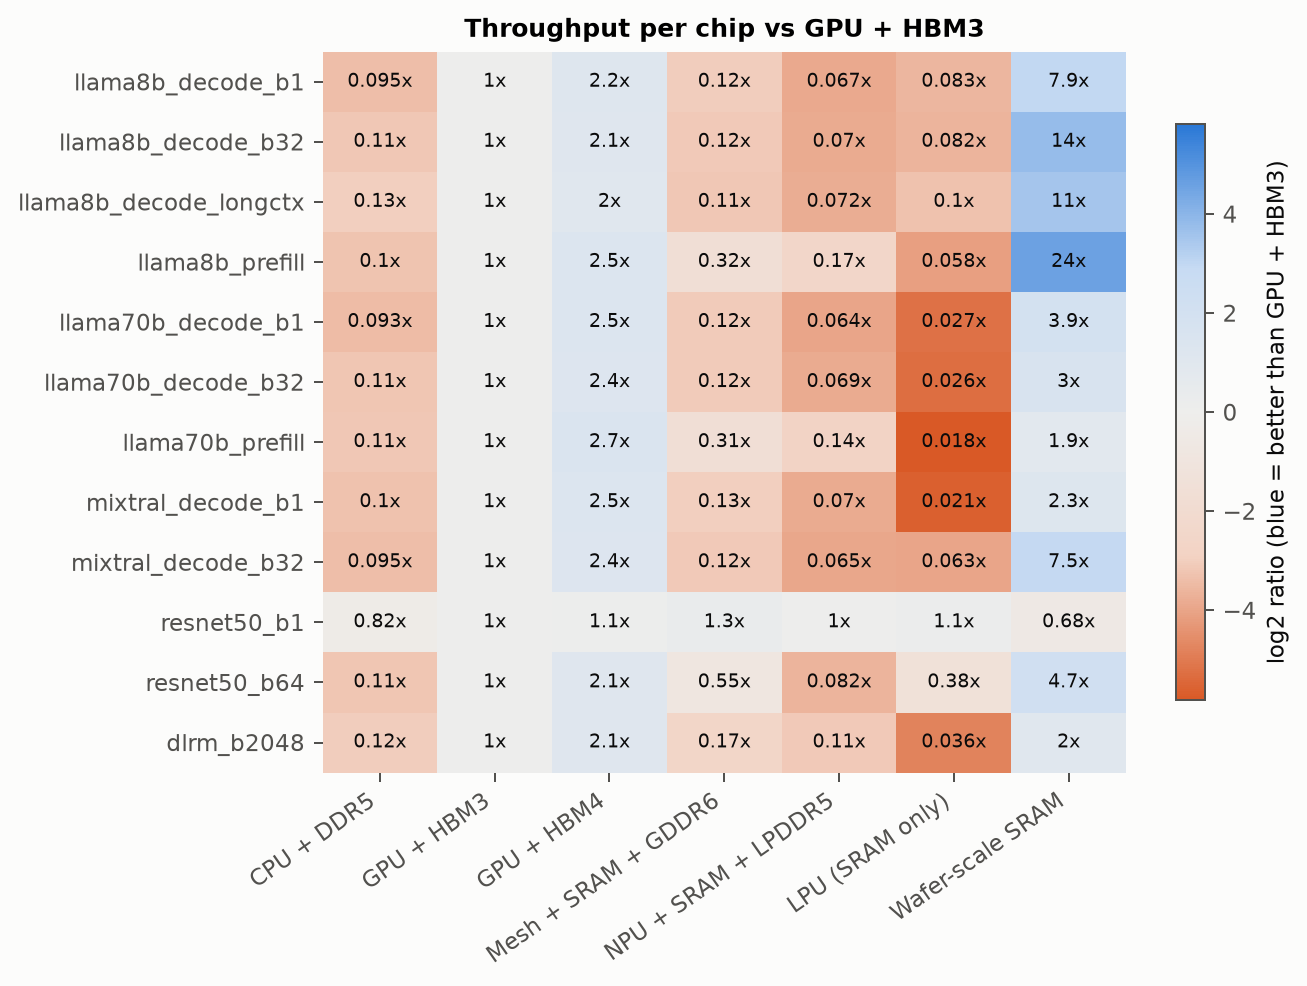 Throughput per chip vs GPU + HBM3
llama8b_decode_b1 0.095x 1x 2.2x 0.12x 0.067x 0.083x 7.9x
llama8b_decode_b32 0.11x 1x 2.1x 0.12x 0.07x 0.082x 14x
llama8b_decode_longctx 0.13x 1x 2x 0.11x 0.072x 0.1x 11x
llama8b_prefill 0.1x 1x 2.5x 0.32x 0.17x 0.058x 24x
llama70b_decode_b1 0.093x 1x 2.5x 0.12x 0.064x 0.027x 3.9x
llama70b_decode_b32 0.11x 1x 2.4x 0.12x 0.069x 0.026x 3x
llama70b_prefill 0.11x 1x 2.7x 0.31x 0.14x 0.018x 1.9x
mixtral_decode_b1 0.1x 1x 2.5x 0.13x 0.07x 0.021x 2.3x
mixtral_decode_b32 0.095x 1x 2.4x 0.12x 0.065x 0.063x 7.5x
resnet50_b1 0.82x 1x 1.1x 1.3x 1x 1.1x 0.68x
resnet50_b64 0.11x 1x 2.1x 0.55x 0.082x 0.38x 4.7x
dlrm_b2048 0.12x 1x 2.1x 0.17x 0.11x 0.036x 2x
CPU + DDR5
GPU + HBM3
GPU + HBM4
Mesh + SRAM + GDDR6
NPU + SRAM + LPDDR5
LPU (SRAM only)
Wafer-scale SRAM
4
2
0
−2
−4
log2 ratio (blue = better than GPU + HBM3)